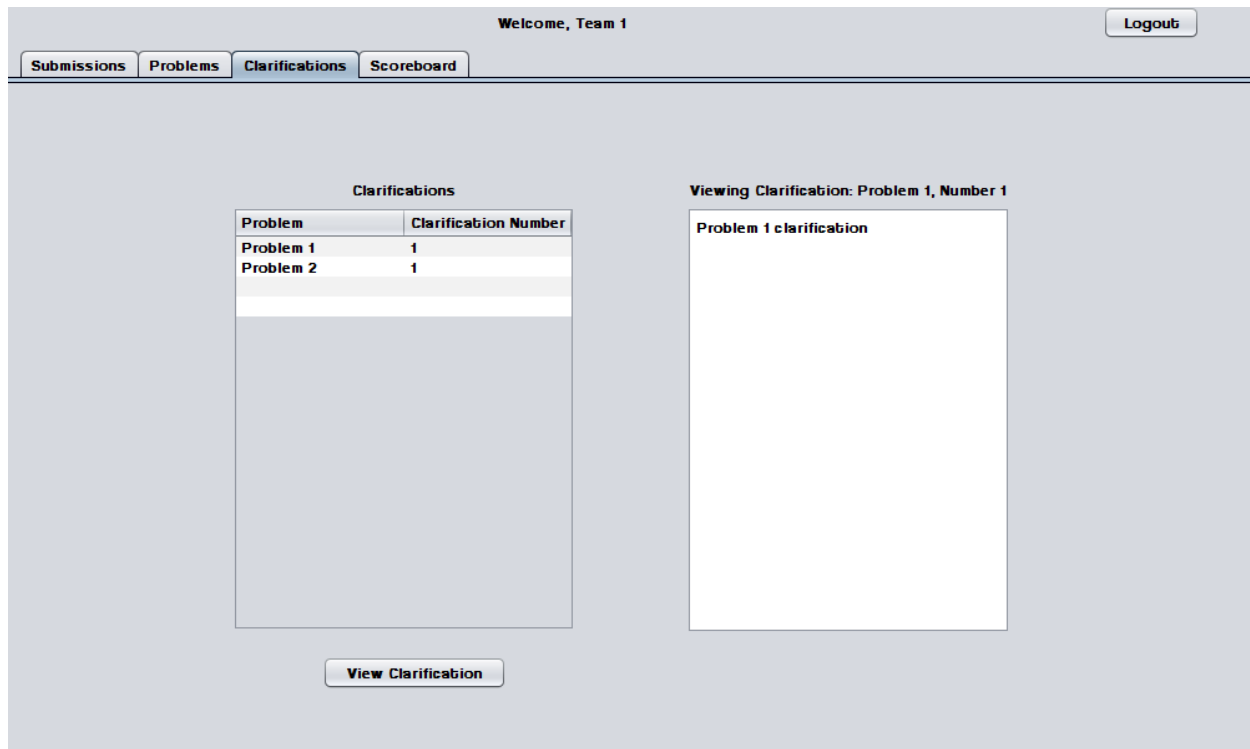 Welcome, Team 1
Logout
Submissions Problems Clarifications Scoreboard
Clarifications
Problem Clarification Number
Problem 1 1
Problem 2 1
View Clarification
Viewing Clarification: Problem 1, Number 1
Problem 1 clarification